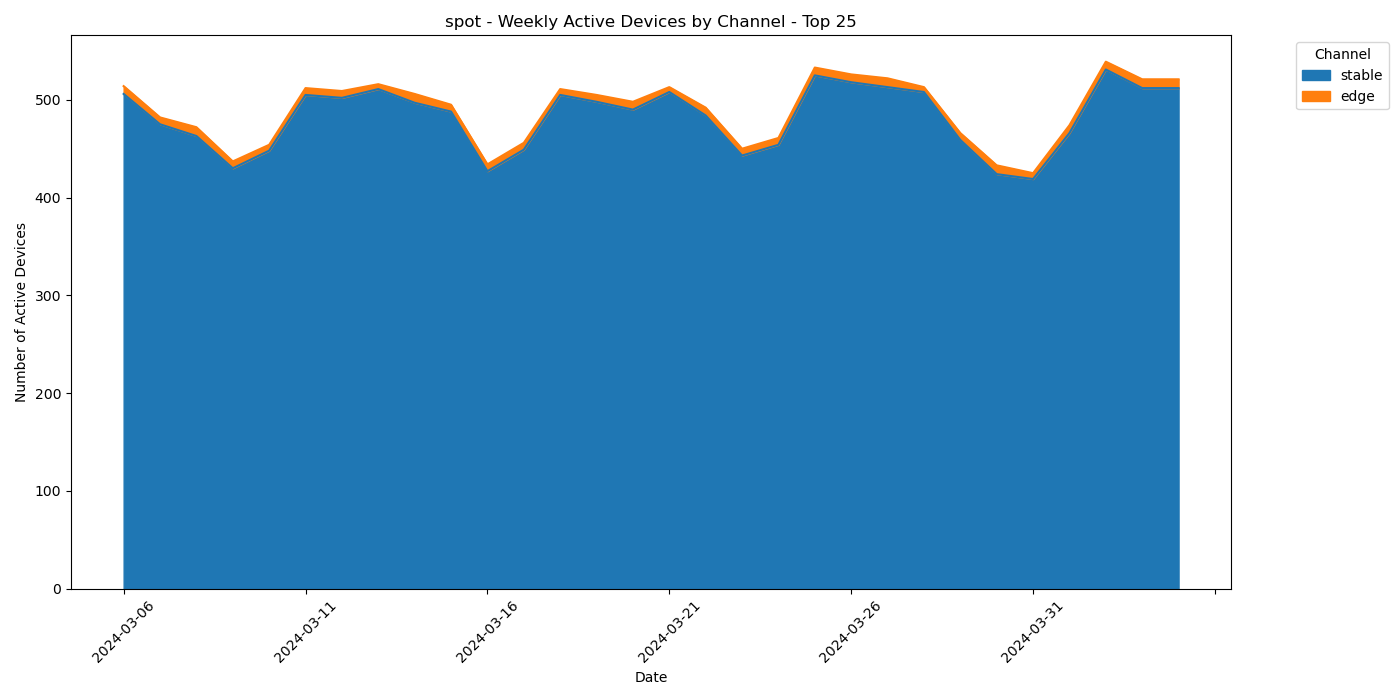 spot - Weekly Active Devices by Channel - Top 25
Channel
stable
edge
Number of Active Devices
500
400
300
200
100
0
2024-03-06
2024-03-11
2024-03-16
2024-03-21
2024-03-26
2024-03-31
Date